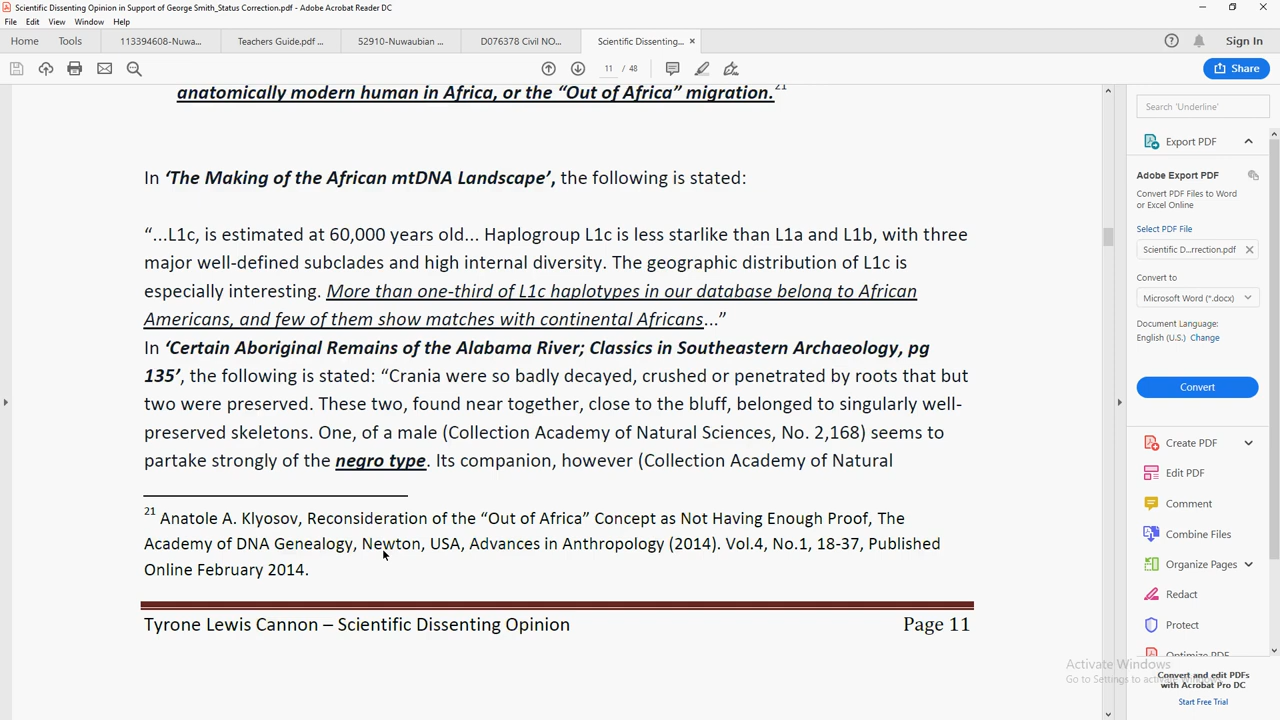 Scientific Dissenting Opinion in Support of George Smith_Status Correction.pdf - Adobe Acrobat Reader DC
File Edit View Window Help
Home Tools 113394608-Nuwa... Teachers Guide.pdf ... 52910-Nuwaubian ... D076378 Civil NO... Scientific Dissenting... × Sign In
11 / 48 Share
anatomically modern human in Africa, or the “Out of Africa” migration.21
In ‘The Making of the African mtDNA Landscape’, the following is stated:
“...L1c, is estimated at 60,000 years old... Haplogroup L1c is less starlike than L1a and L1b, with three
major well-defined subclades and high internal diversity. The geographic distribution of L1c is
especially interesting. More than one-third of L1c haplotypes in our database belong to African
Americans, and few of them show matches with continental Africans...”
In ‘Certain Aboriginal Remains of the Alabama River; Classics in Southeastern Archaeology, pg
135’, the following is stated: “Crania were so badly decayed, crushed or penetrated by roots that but
two were preserved. These two, found near together, close to the bluff, belonged to singularly well-
preserved skeletons. One, of a male (Collection Academy of Natural Sciences, No. 2,168) seems to
partake strongly of the negro type. Its companion, however (Collection Academy of Natural
21 Anatole A. Klyosov, Reconsideration of the “Out of Africa” Concept as Not Having Enough Proof, The
Academy of DNA Genealogy, Newton, USA, Advances in Anthropology (2014). Vol.4, No.1, 18-37, Published
Online February 2014.
Tyrone Lewis Cannon – Scientific Dissenting Opinion Page 11
Search 'Underline'
Export PDF
Adobe Export PDF
Convert PDF Files to Word
or Excel Online
Select PDF File
Scientific D...rrection.pdf
Convert to
Microsoft Word (*.docx)
Document Language:
English (U.S.) Change
Convert
Create PDF
Edit PDF
Comment
Combine Files
Organize Pages
Redact
Protect
Optimize PDF
Activate Windows
Go to Settings to activate
Convert and edit PDFs
with Acrobat Pro DC
Start Free Trial